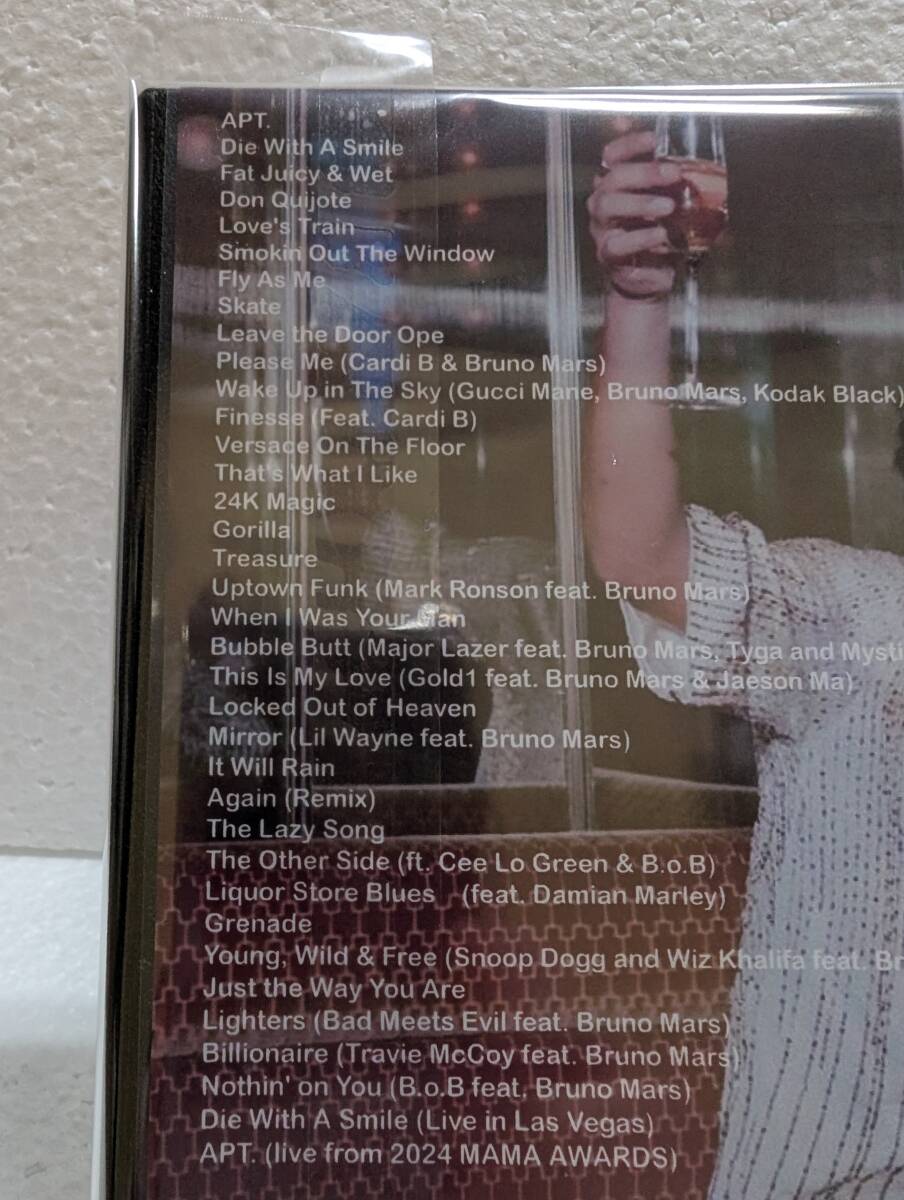 APT.
Die With A Smile
Fat Juicy & Wet
Don Quijote
Love's Train
Smokin Out The Window
Fly As Me
Skate
Leave the Door Ope
Please Me (Cardi B & Bruno Mars)
Wake Up in The Sky (Gucci Mane, Bruno Mars, Kodak Black)
Finesse (Feat. Cardi B)
Versace On The Floor
That's What I Like
24K Magic
Gorilla
Treasure
Uptown Funk (Mark Ronson feat. Bruno Mars)
When I Was Your Man
Bubble Butt (Major Lazer feat. Bruno Mars, Tyga and Mysti
This Is My Love (Gold1 feat. Bruno Mars & Jaeson Ma)
Locked Out of Heaven
Mirror (Lil Wayne feat. Bruno Mars)
It Will Rain
Again (Remix)
The Lazy Song
The Other Side (ft. Cee Lo Green & B.o.B)
Liquor Store Blues (feat. Damian Marley)
Grenade
Young, Wild & Free (Snoop Dogg and Wiz Khalifa feat. Br
Just the Way You Are
Lighters (Bad Meets Evil feat. Bruno Mars)
Billionaire (Travie McCoy feat. Bruno Mars)
Nothin' on You (B.o.B feat. Bruno Mars)
Die With A Smile (Live in Las Vegas)
APT. (live from 2024 MAMA AWARDS)